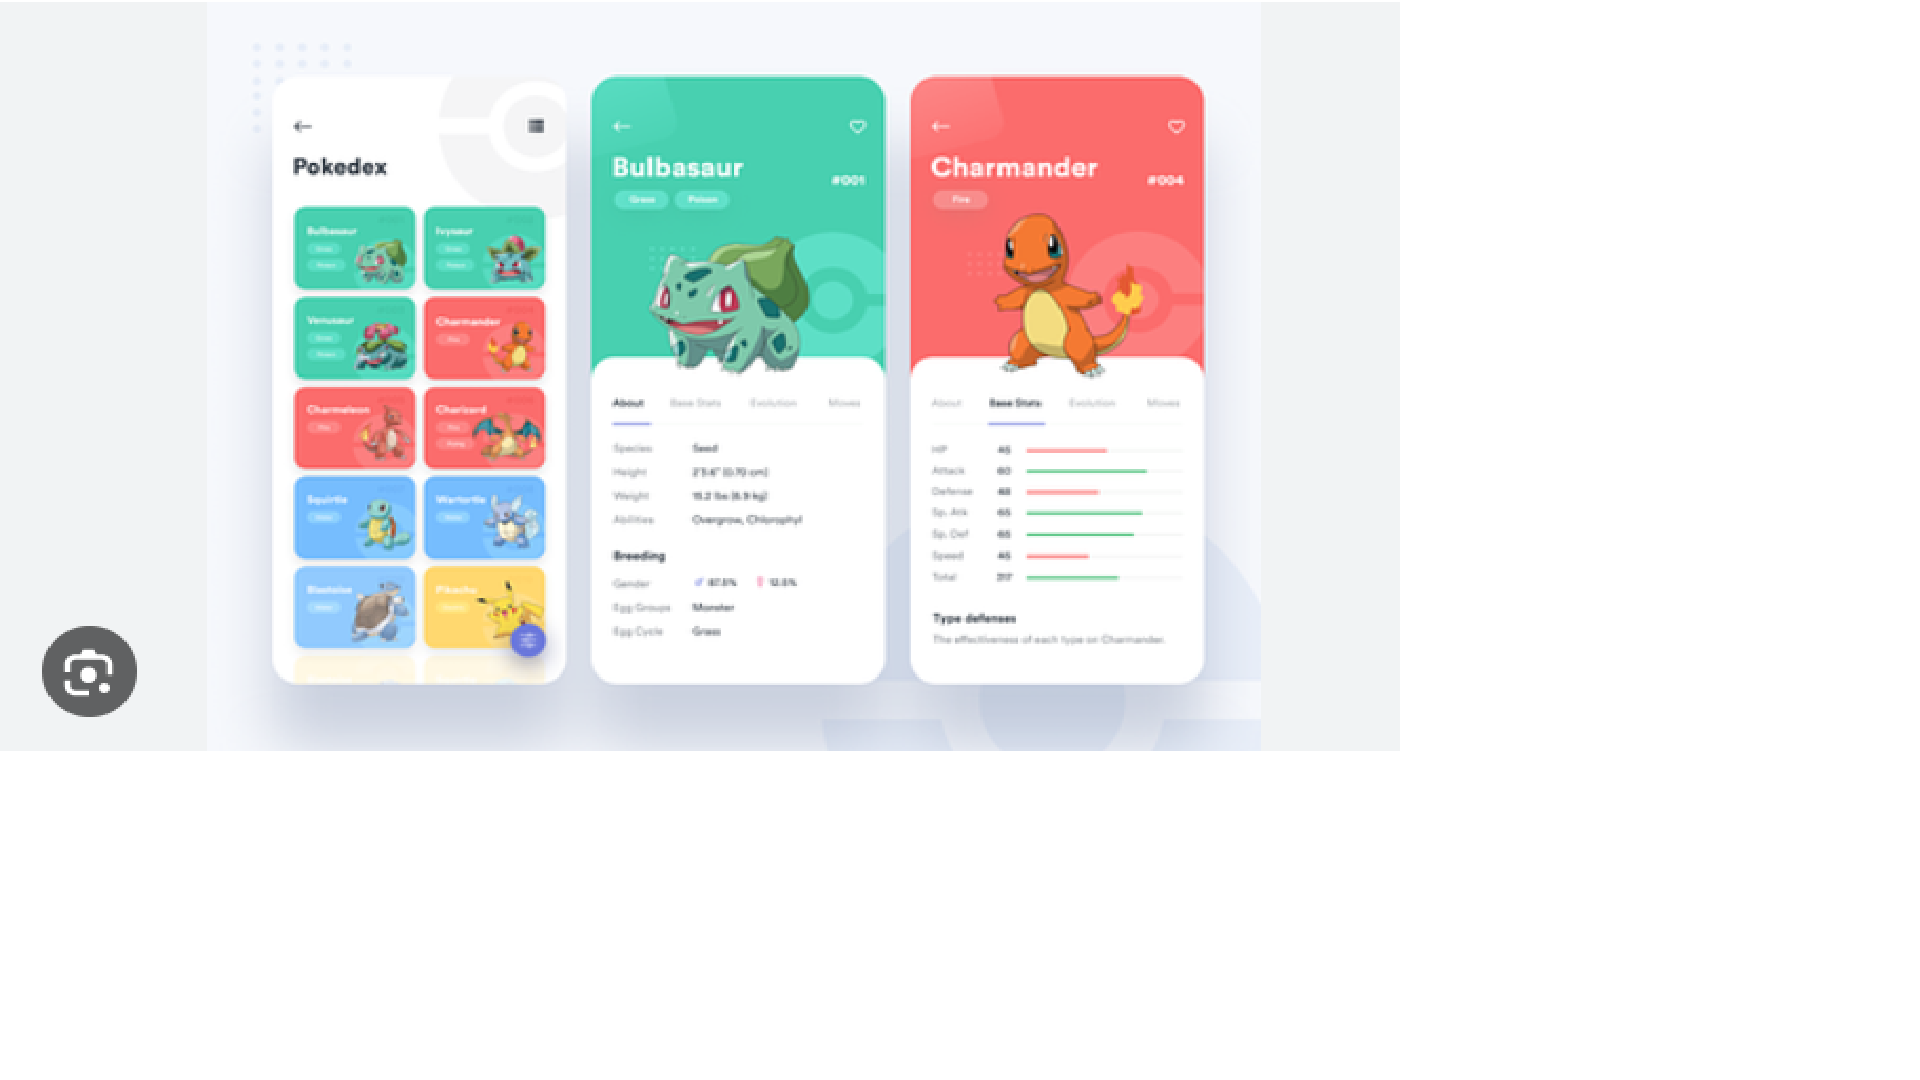 Pokedex
Bulbasaur
Ivysaur
Venusaur
Charmander
Fire
Charmeleon
Fire
Charizard
Fire
Squirtle
Wartortle
Blastoise
Pikachu
Bulbasaur
#001
Grass Poison
About Base Stats Evolution Moves
Species Seed
Height 2'3.6" (0.70 cm)
Weight 15.2 lbs (6.9 kg)
Abilities Overgrow, Chlorophyl
Breeding
Gender 87.5% 12.5%
Egg Groups Monster
Egg Cycle Grass
Charmander
#004
Fire
About Base Stats Evolution Moves
HP 45
Attack 60
Defense 48
Sp. Atk 65
Sp. Def 65
Speed 45
Total 317
Type defenses
The effectiveness of each type on Charmander.